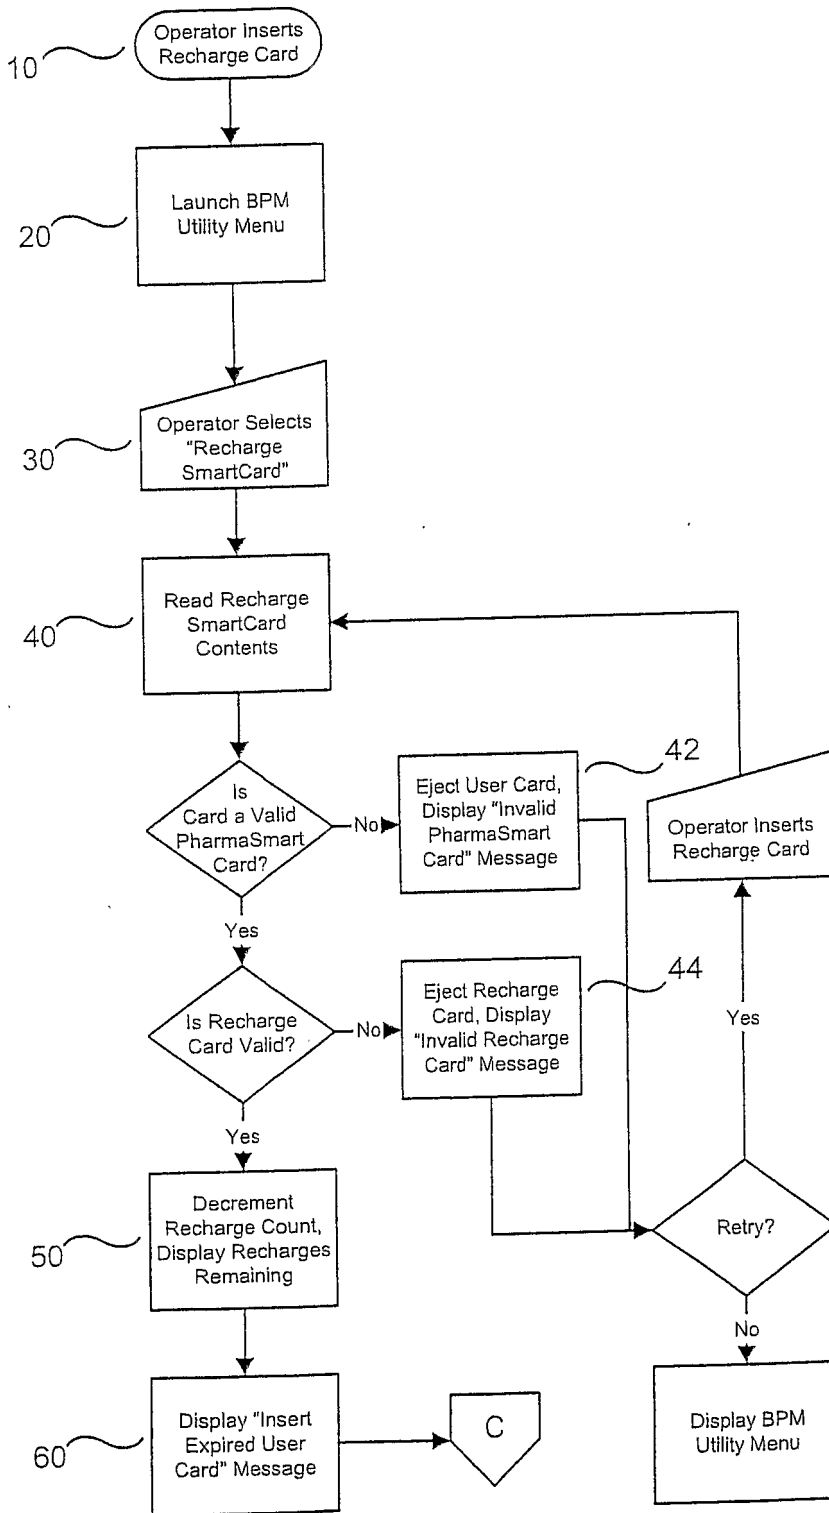 Operator Inserts
Recharge Card
10
Launch BPM
Utility Menu
20
Operator Selects
"Recharge
SmartCard"
30
Read Recharge
SmartCard
Contents
40
Is
Card a Valid
PharmaSmart
Card?
No
Eject User Card,
Display "Invalid
PharmaSmart
Card" Message
42
Operator Inserts
Recharge Card
Yes
Is Recharge
Card Valid?
No
Eject Recharge
Card, Display
"Invalid Recharge
Card" Message
44
Yes
Yes
Decrement
Recharge Count,
Display Recharges
Remaining
50
Retry?
No
Display "Insert
Expired User
Card" Message
60
C
Display BPM
Utility Menu